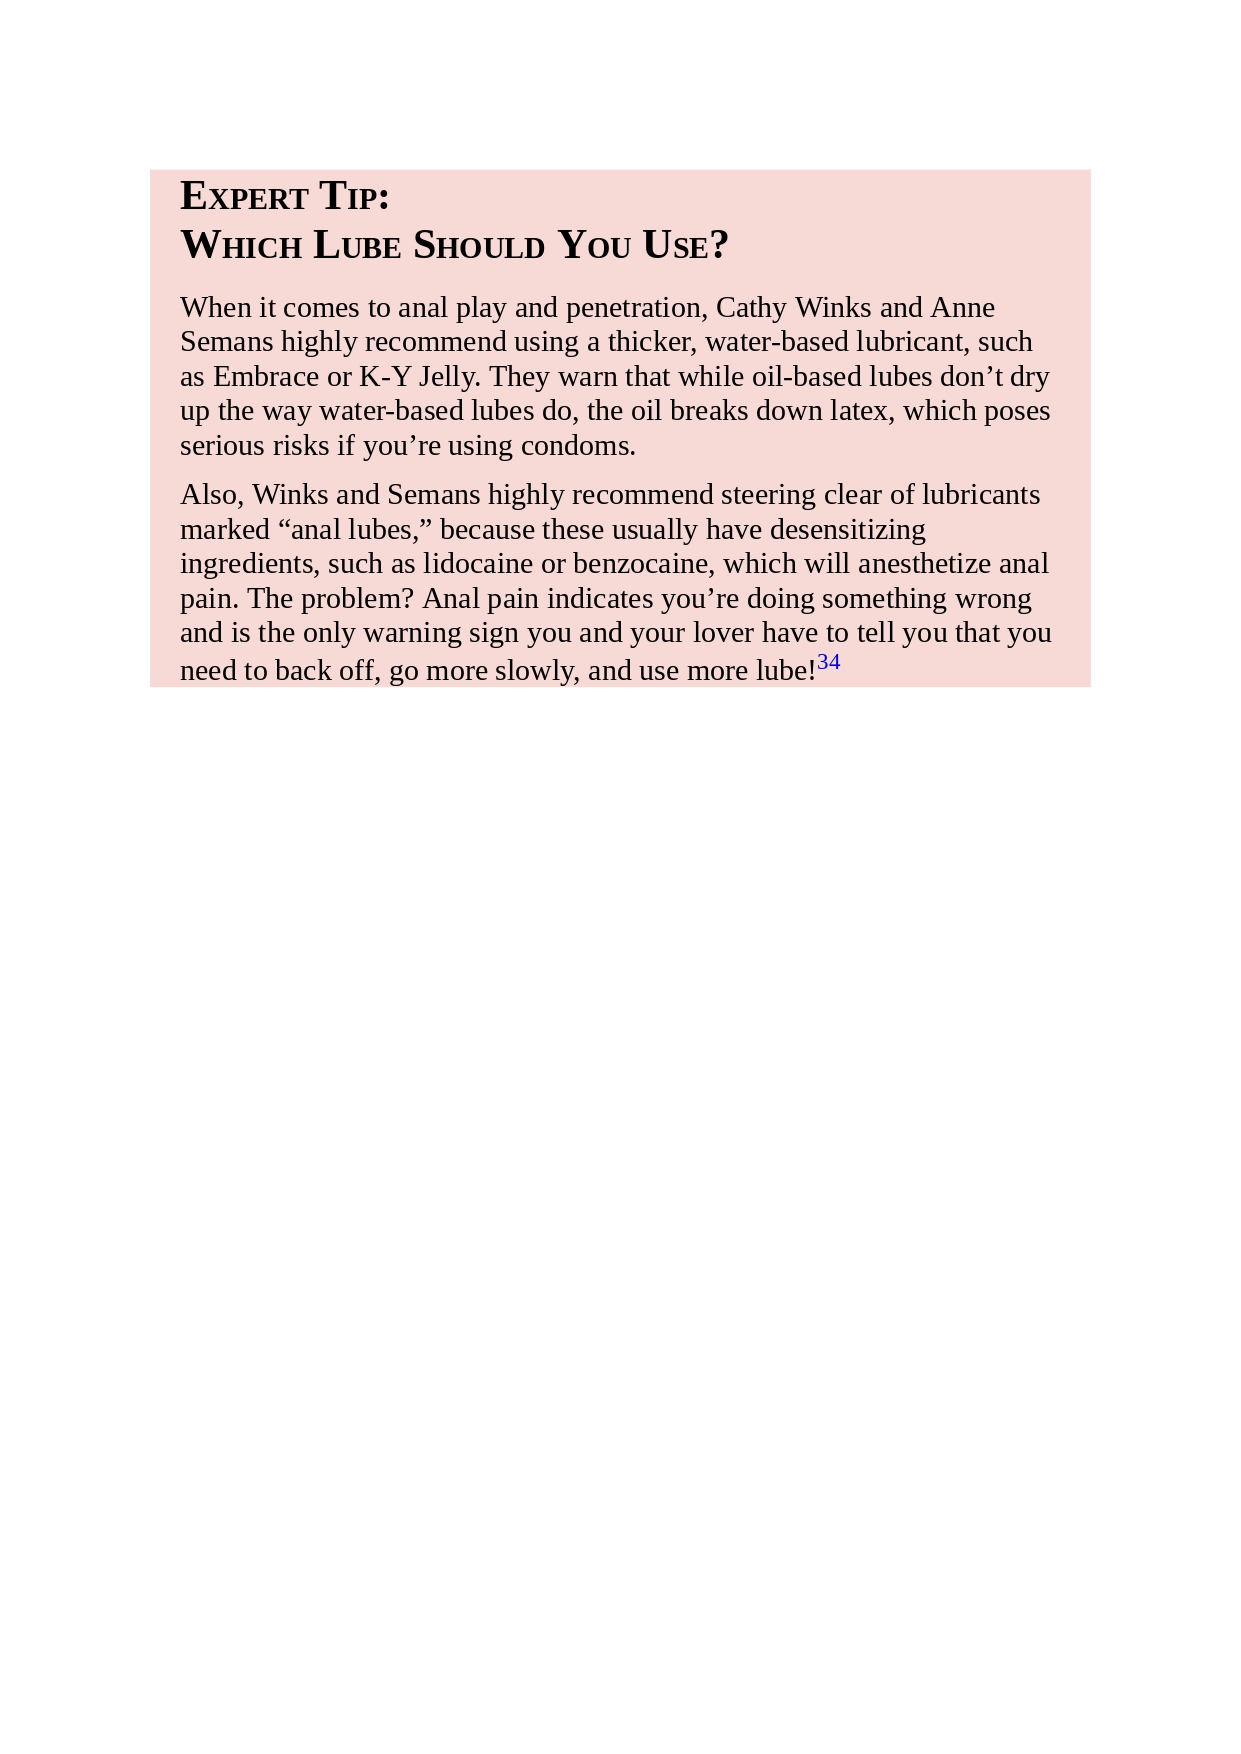 Expert Tip:
Which Lube Should You Use?
When it comes to anal play and penetration, Cathy Winks and Anne
Semans highly recommend using a thicker, water-based lubricant, such
as Embrace or K-Y Jelly. They warn that while oil-based lubes don’t dry
up the way water-based lubes do, the oil breaks down latex, which poses
serious risks if you’re using condoms.
Also, Winks and Semans highly recommend steering clear of lubricants
marked “anal lubes,” because these usually have desensitizing
ingredients, such as lidocaine or benzocaine, which will anesthetize anal
pain. The problem? Anal pain indicates you’re doing something wrong
and is the only warning sign you and your lover have to tell you that you
need to back off, go more slowly, and use more lube!34